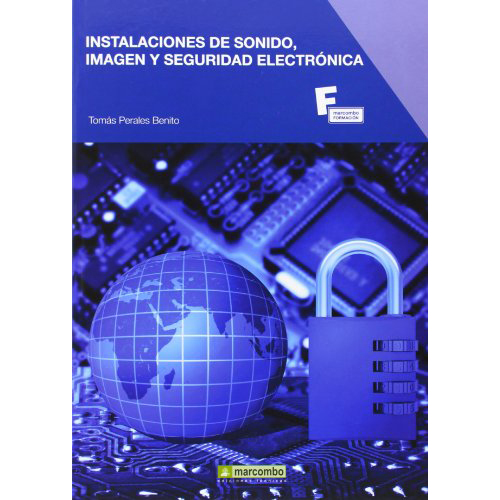 INSTALACIONES DE SONIDO,
IMAGEN Y SEGURIDAD ELECTRÓNICA
F
marcombo
FORMACIÓN
Tomás Perales Benito
marcombo
ediciones técnicas